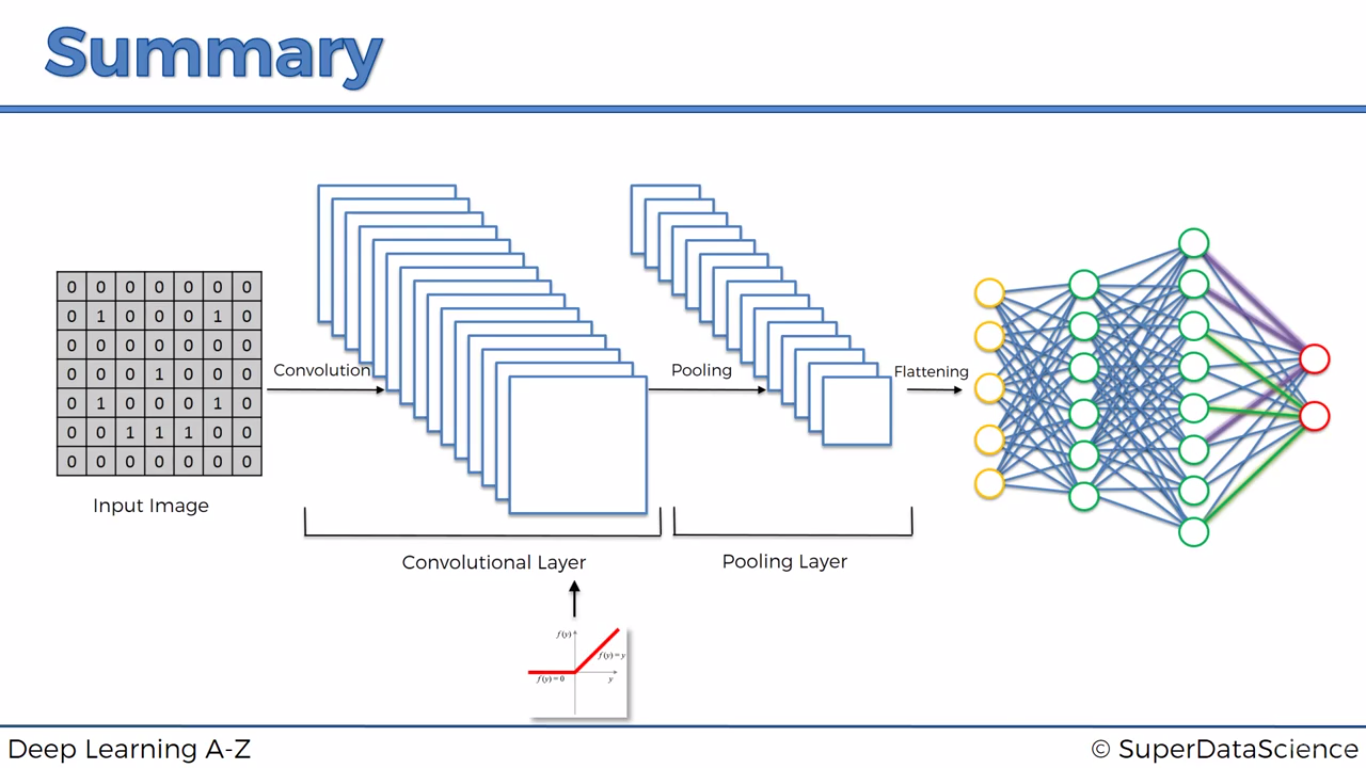 Summary
0 0 0 0 0 0 0
0 1 0 0 0 1 0
0 0 0 0 0 0 0
0 0 0 1 0 0 0
0 1 0 0 0 1 0
0 0 1 1 1 0 0
0 0 0 0 0 0 0
Input Image
Convolution
Pooling
Flattening
Convolutional Layer
Pooling Layer
f(y)
f(y)=y
f(y)=0
y
Deep Learning A-Z
© SuperDataScience